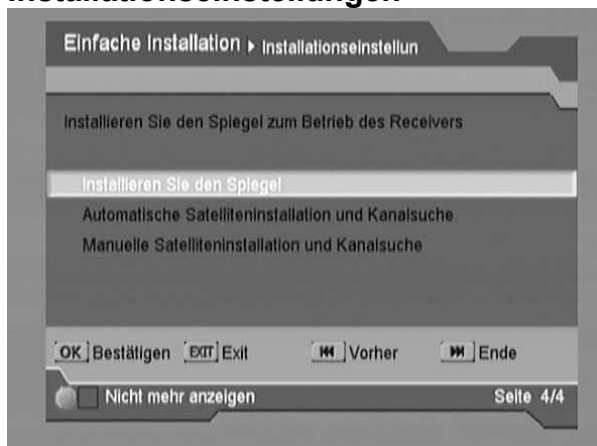 Installationseinstellungen
Einfache Installation ▸ Installationseinstellun
Installieren Sie den Spiegel zum Betrieb des Receivers
Installieren Sie den Spiegel
Automatische Satelliteninstallation und Kanalsuche
Manuelle Satelliteninstallation und Kanalsuche
OK Bestätigen EXIT Exit ⏮ Vorher ⏭ Ende
Nicht mehr anzeigen Seite 4/4